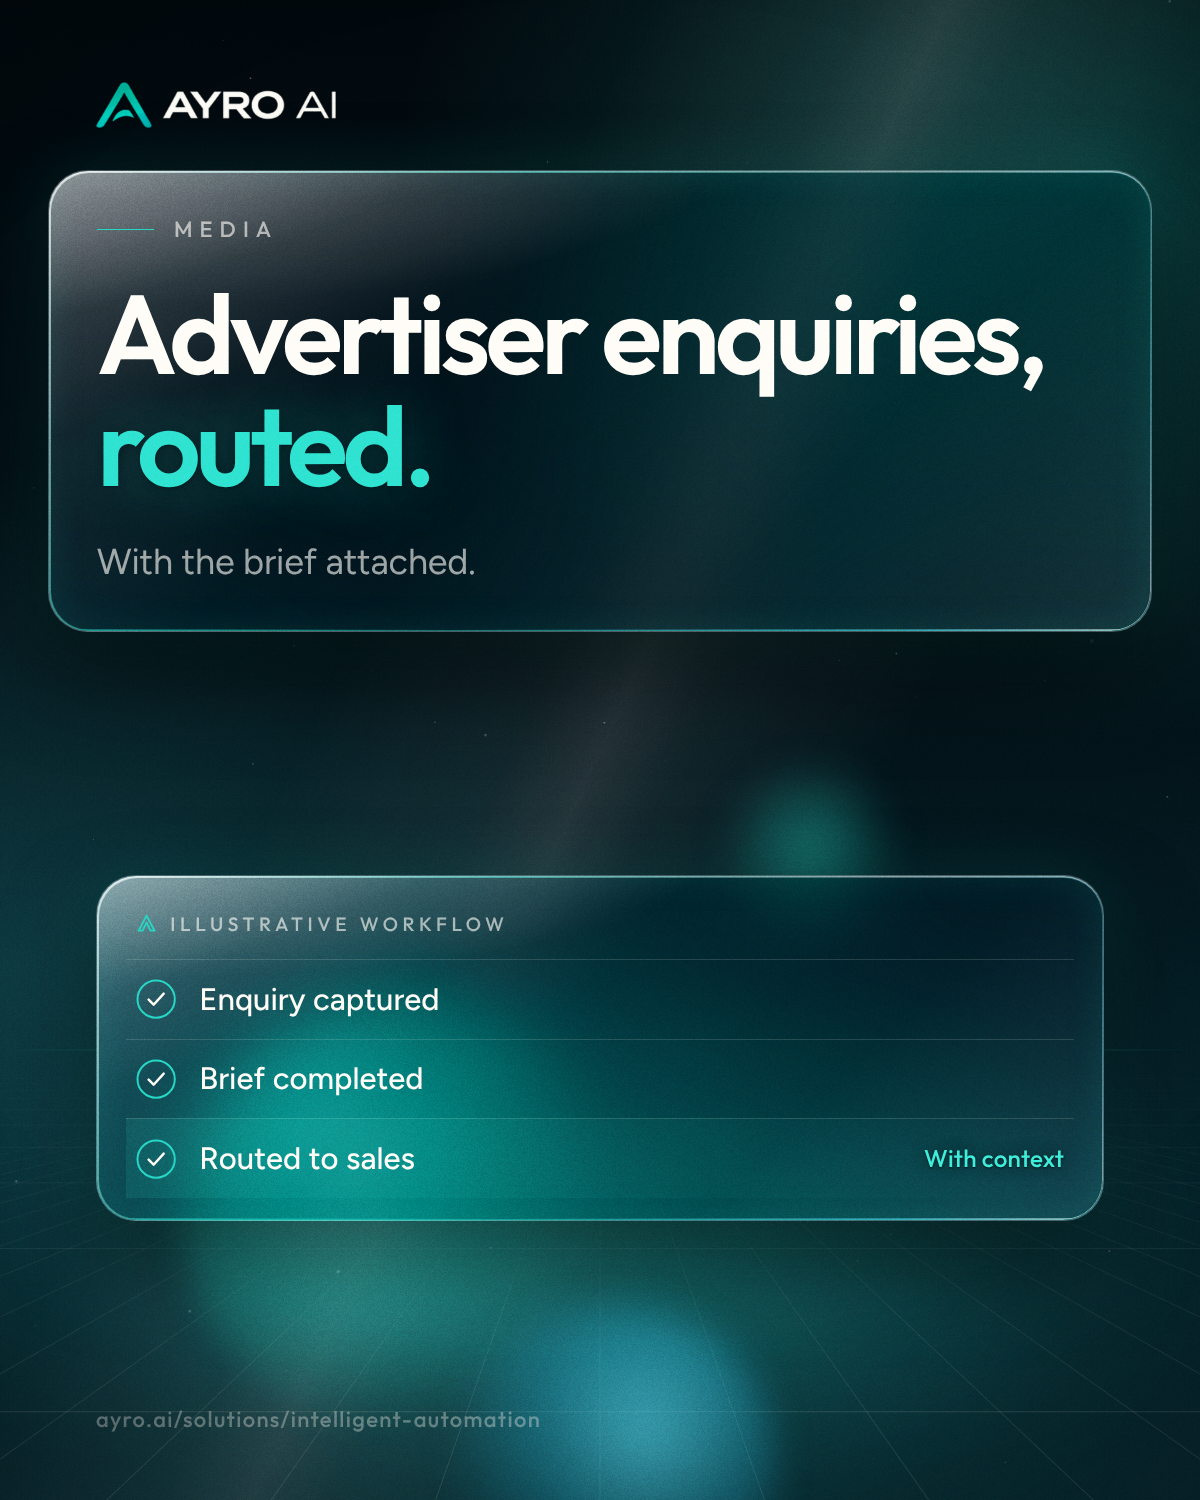 AYRO AI
MEDIA
Advertiser enquiries,
routed.
With the brief attached.
ILLUSTRATIVE WORKFLOW
Enquiry captured
Brief completed
Routed to sales
With context
ayro.ai/solutions/intelligent-automation